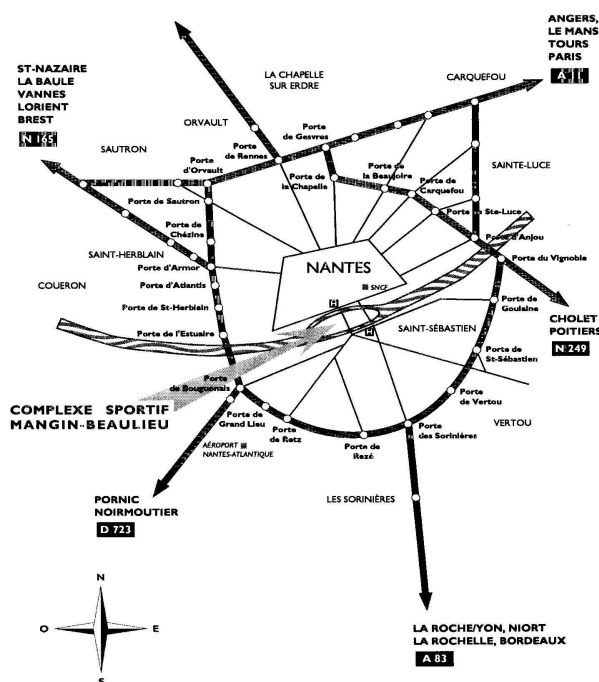 ANGERS,
LE MANS
TOURS
PARIS
A 11
ST-NAZAIRE
LA BAULE
VANNES
LORIENT
BREST
N 165
LA CHAPELLE
SUR ERDRE
CARQUEFOU
ORVAULT
SAUTRON
Porte
de Gesvres
Porte
de Rennes
Porte
d'Orvault
Porte de
la Chapelle
Porte de
la Beaujoire
Porte de
Carquefou
SAINTE-LUCE
Porte de Sautron
Porte de Ste-Luce
Porte de
Chézine
Porte d'Anjou
SAINT-HERBLAIN
Porte du Vignoble
Porte d'Armor
NANTES
COUERON
Porte d'Atlantis
SNCF
Porte de St-Herblain
H
Porte de
Goulaine
CHOLET
POITIERS
N 249
Porte de l'Estuaire
H
SAINT-SÉBASTIEN
Porte de
St-Sébastien
Porte
de Bouguenais
COMPLEXE SPORTIF
MANGIN-BEAULIEU
Porte
de Vertou
VERTOU
Porte de
Grand Lieu
Porte
de Retz
Porte
des Sorinières
Porte
de Rezé
AÉROPORT
NANTES-ATLANTIQUE
PORNIC
NOIRMOUTIER
D 723
LES SORINIÈRES
N
O
E
S
LA ROCHE/YON, NIORT
LA ROCHELLE, BORDEAUX
A 83